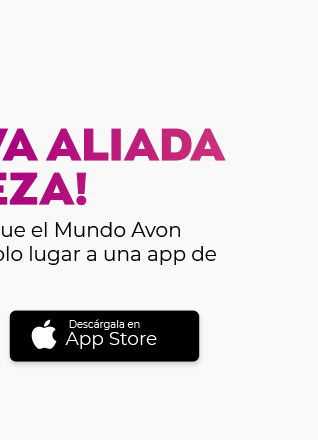 VA ALIADA
EZA!
ue el Mundo Avon
olo lugar a una app de
Descárgala en
App Store